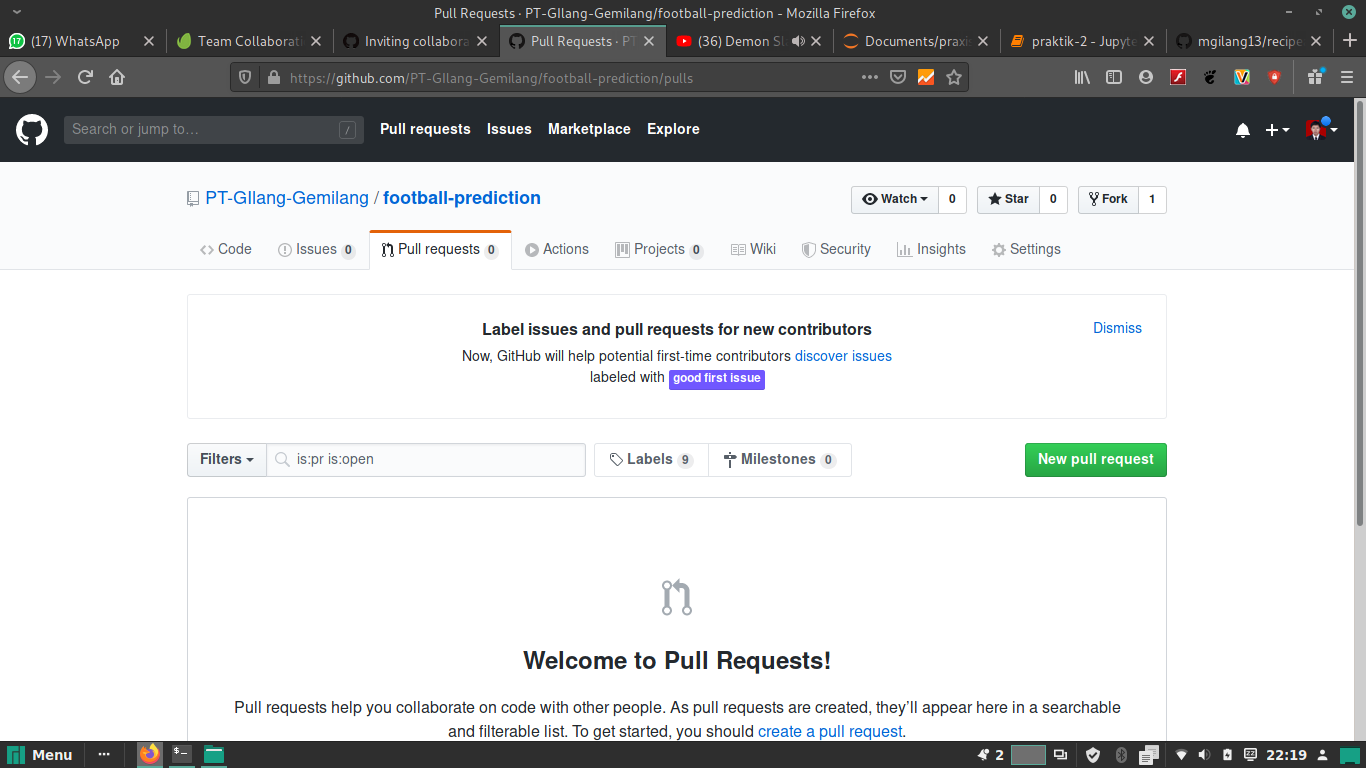 Pull Requests · PT-GIlang-Gemilang/football-prediction - Mozilla Firefox
17 (17) WhatsApp
Team Collaborati
Inviting collabora
Pull Requests · PT
(36) Demon Sl
Documents/praxis
praktik-2 - Jupyte
mgilang13/recipe
https://github.com/PT-GIlang-Gemilang/football-prediction/pulls
Search or jump to… /
Pull requests Issues Marketplace Explore
PT-GIlang-Gemilang / football-prediction
Watch 0 Star 0 Fork 1
Code Issues 0 Pull requests 0 Actions Projects 0 Wiki Security Insights Settings
Label issues and pull requests for new contributors
Dismiss
Now, GitHub will help potential first-time contributors discover issues
labeled with good first issue
Filters is:pr is:open Labels 9 Milestones 0 New pull request
Welcome to Pull Requests!
Pull requests help you collaborate on code with other people. As pull requests are created, they’ll appear here in a searchable
and filterable list. To get started, you should create a pull request.
Menu 2 22:19